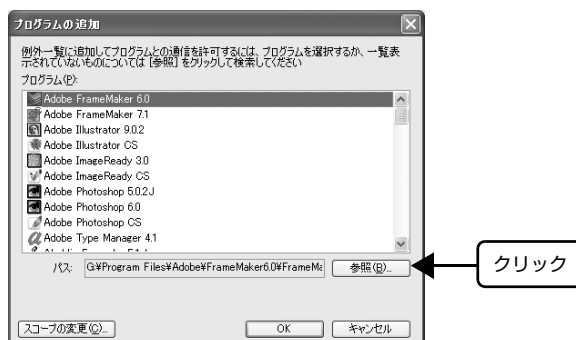 プログラムの追加
例外一覧に追加してプログラムとの通信を許可するには、プログラムを選択するか、一覧表
示されていないものについては [参照] をクリックして検索してください
プログラム(P):
Adobe FrameMaker 6.0
Adobe FrameMaker 7.1
Adobe Illustrator 9.0.2
Adobe Illustrator CS
Adobe ImageReady 3.0
Adobe ImageReady CS
Adobe Photoshop 5.0.2J
Adobe Photoshop 6.0
Adobe Photoshop CS
Adobe Type Manager 4.1
パス:
G:¥Program Files¥Adobe¥FrameMaker6.0¥FrameMa
参照(B)...
クリック
スコープの変更(C)...
OK
キャンセル